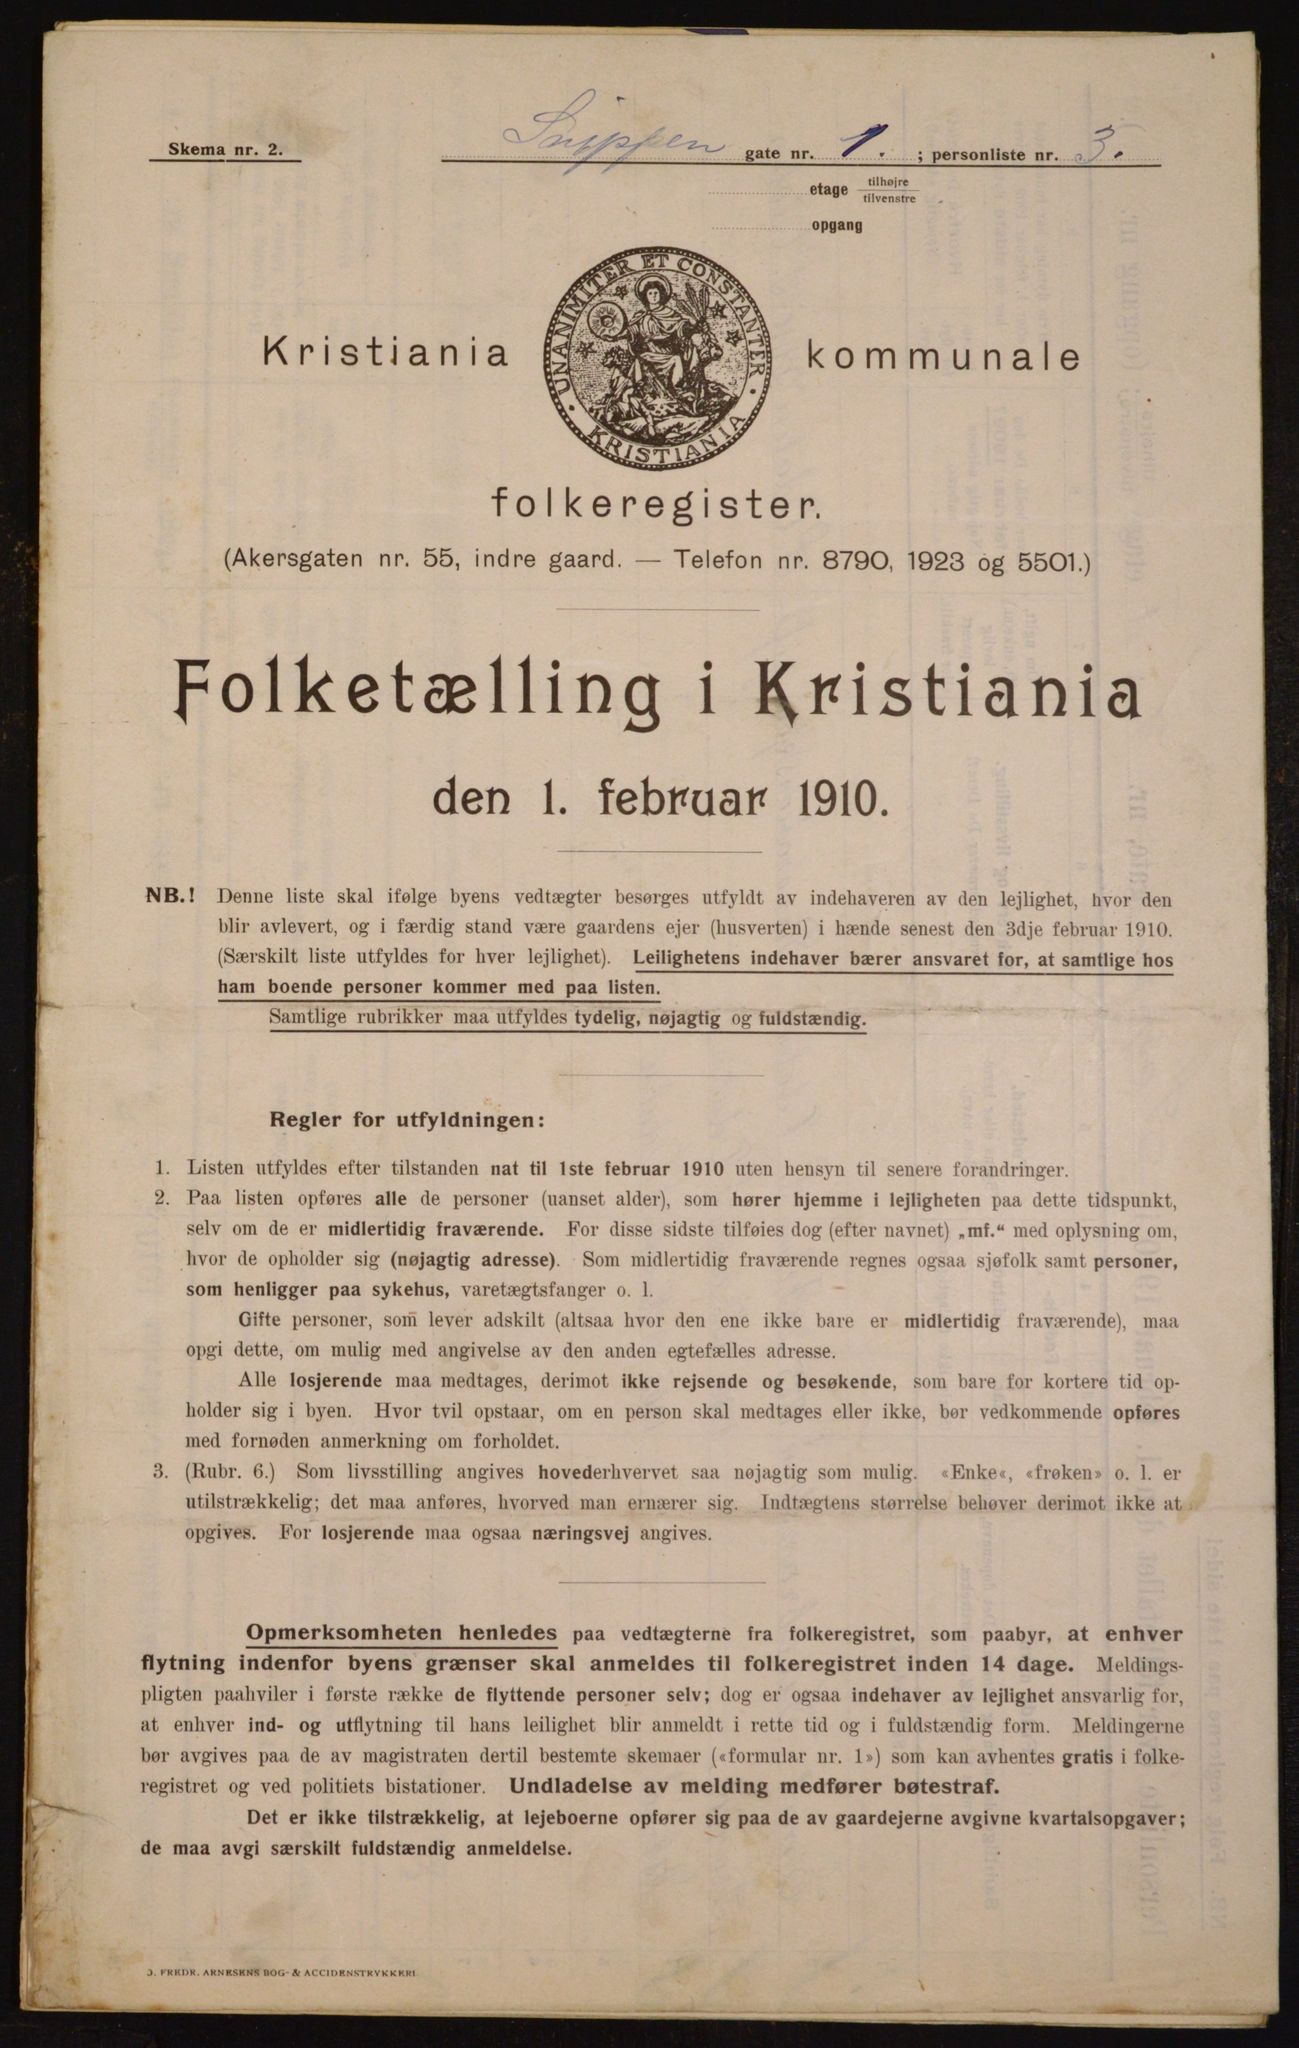 Skema nr. 2.
Snippen gate nr. 1. ; personliste nr. 3.
etage tilhøjre
tilvenstre
opgang
UNANIMITER ET CONSTANTER · KRISTIANIA ·
Kristiania kommunale
folkeregister.
(Akersgaten nr. 55, indre gaard. — Telefon nr. 8790, 1923 og 5501.)
Folketælling i Kristiania
den 1. februar 1910.
NB.! Denne liste skal ifølge byens vedtægter besørges utfyldt av indehaveren av den lejlighet, hvor den
blir avlevert, og i færdig stand være gaardens ejer (husverten) i hænde senest den 3dje februar 1910.
(Særskilt liste utfyldes for hver lejlighet). Leilighetens indehaver bærer ansvaret for, at samtlige hos
ham boende personer kommer med paa listen.
Samtlige rubrikker maa utfyldes tydelig, nøjagtig og fuldstændig.
Regler for utfyldningen:
1. Listen utfyldes efter tilstanden nat til 1ste februar 1910 uten hensyn til senere forandringer.
2. Paa listen opføres alle de personer (uanset alder), som hører hjemme i lejligheten paa dette tidspunkt,
selv om de er midlertidig fraværende. For disse sidste tilføies dog (efter navnet) „mf.“ med oplysning om,
hvor de opholder sig (nøjagtig adresse). Som midlertidig fraværende regnes ogsaa sjøfolk samt personer,
som henligger paa sykehus, varetægtsfanger o. l.
Gifte personer, som lever adskilt (altsaa hvor den ene ikke bare er midlertidig fraværende), maa
opgi dette, om mulig med angivelse av den anden egtefælles adresse.
Alle losjerende maa medtages, derimot ikke rejsende og besøkende, som bare for kortere tid op-
holder sig i byen. Hvor tvil opstaar, om en person skal medtages eller ikke, bør vedkommende opføres
med fornøden anmerkning om forholdet.
3. (Rubr. 6.) Som livsstilling angives hovederhvervet saa nøjagtig som mulig. «Enke«, «frøken» o. l. er
utilstrækkelig; det maa anføres, hvorved man ernærer sig. Indtægtens størrelse behøver derimot ikke at
opgives. For losjerende maa ogsaa næringsvej angives.
Opmerksomheten henledes paa vedtægterne fra folkeregistret, som paabyr, at enhver
flytning indenfor byens grænser skal anmeldes til folkeregistret inden 14 dage. Meldings-
pligten paahviler i første række de flyttende personer selv; dog er ogsaa indehaver av lejlighet ansvarlig for,
at enhver ind- og utflytning til hans leilighet blir anmeldt i rette tid og i fuldstændig form. Meldingerne
bør avgives paa de av magistraten dertil bestemte skemaer («formular nr. 1») som kan avhentes gratis i folke-
registret og ved politiets bistationer. Undladelse av melding medfører bøtestraf.
Det er ikke tilstrækkelig, at lejeboerne opfører sig paa de av gaardejerne avgivne kvartalsopgaver;
de maa avgi særskilt fuldstændig anmeldelse.
J. FREDR. ARNESENS BOG- & ACCIDENSTRYKKERI